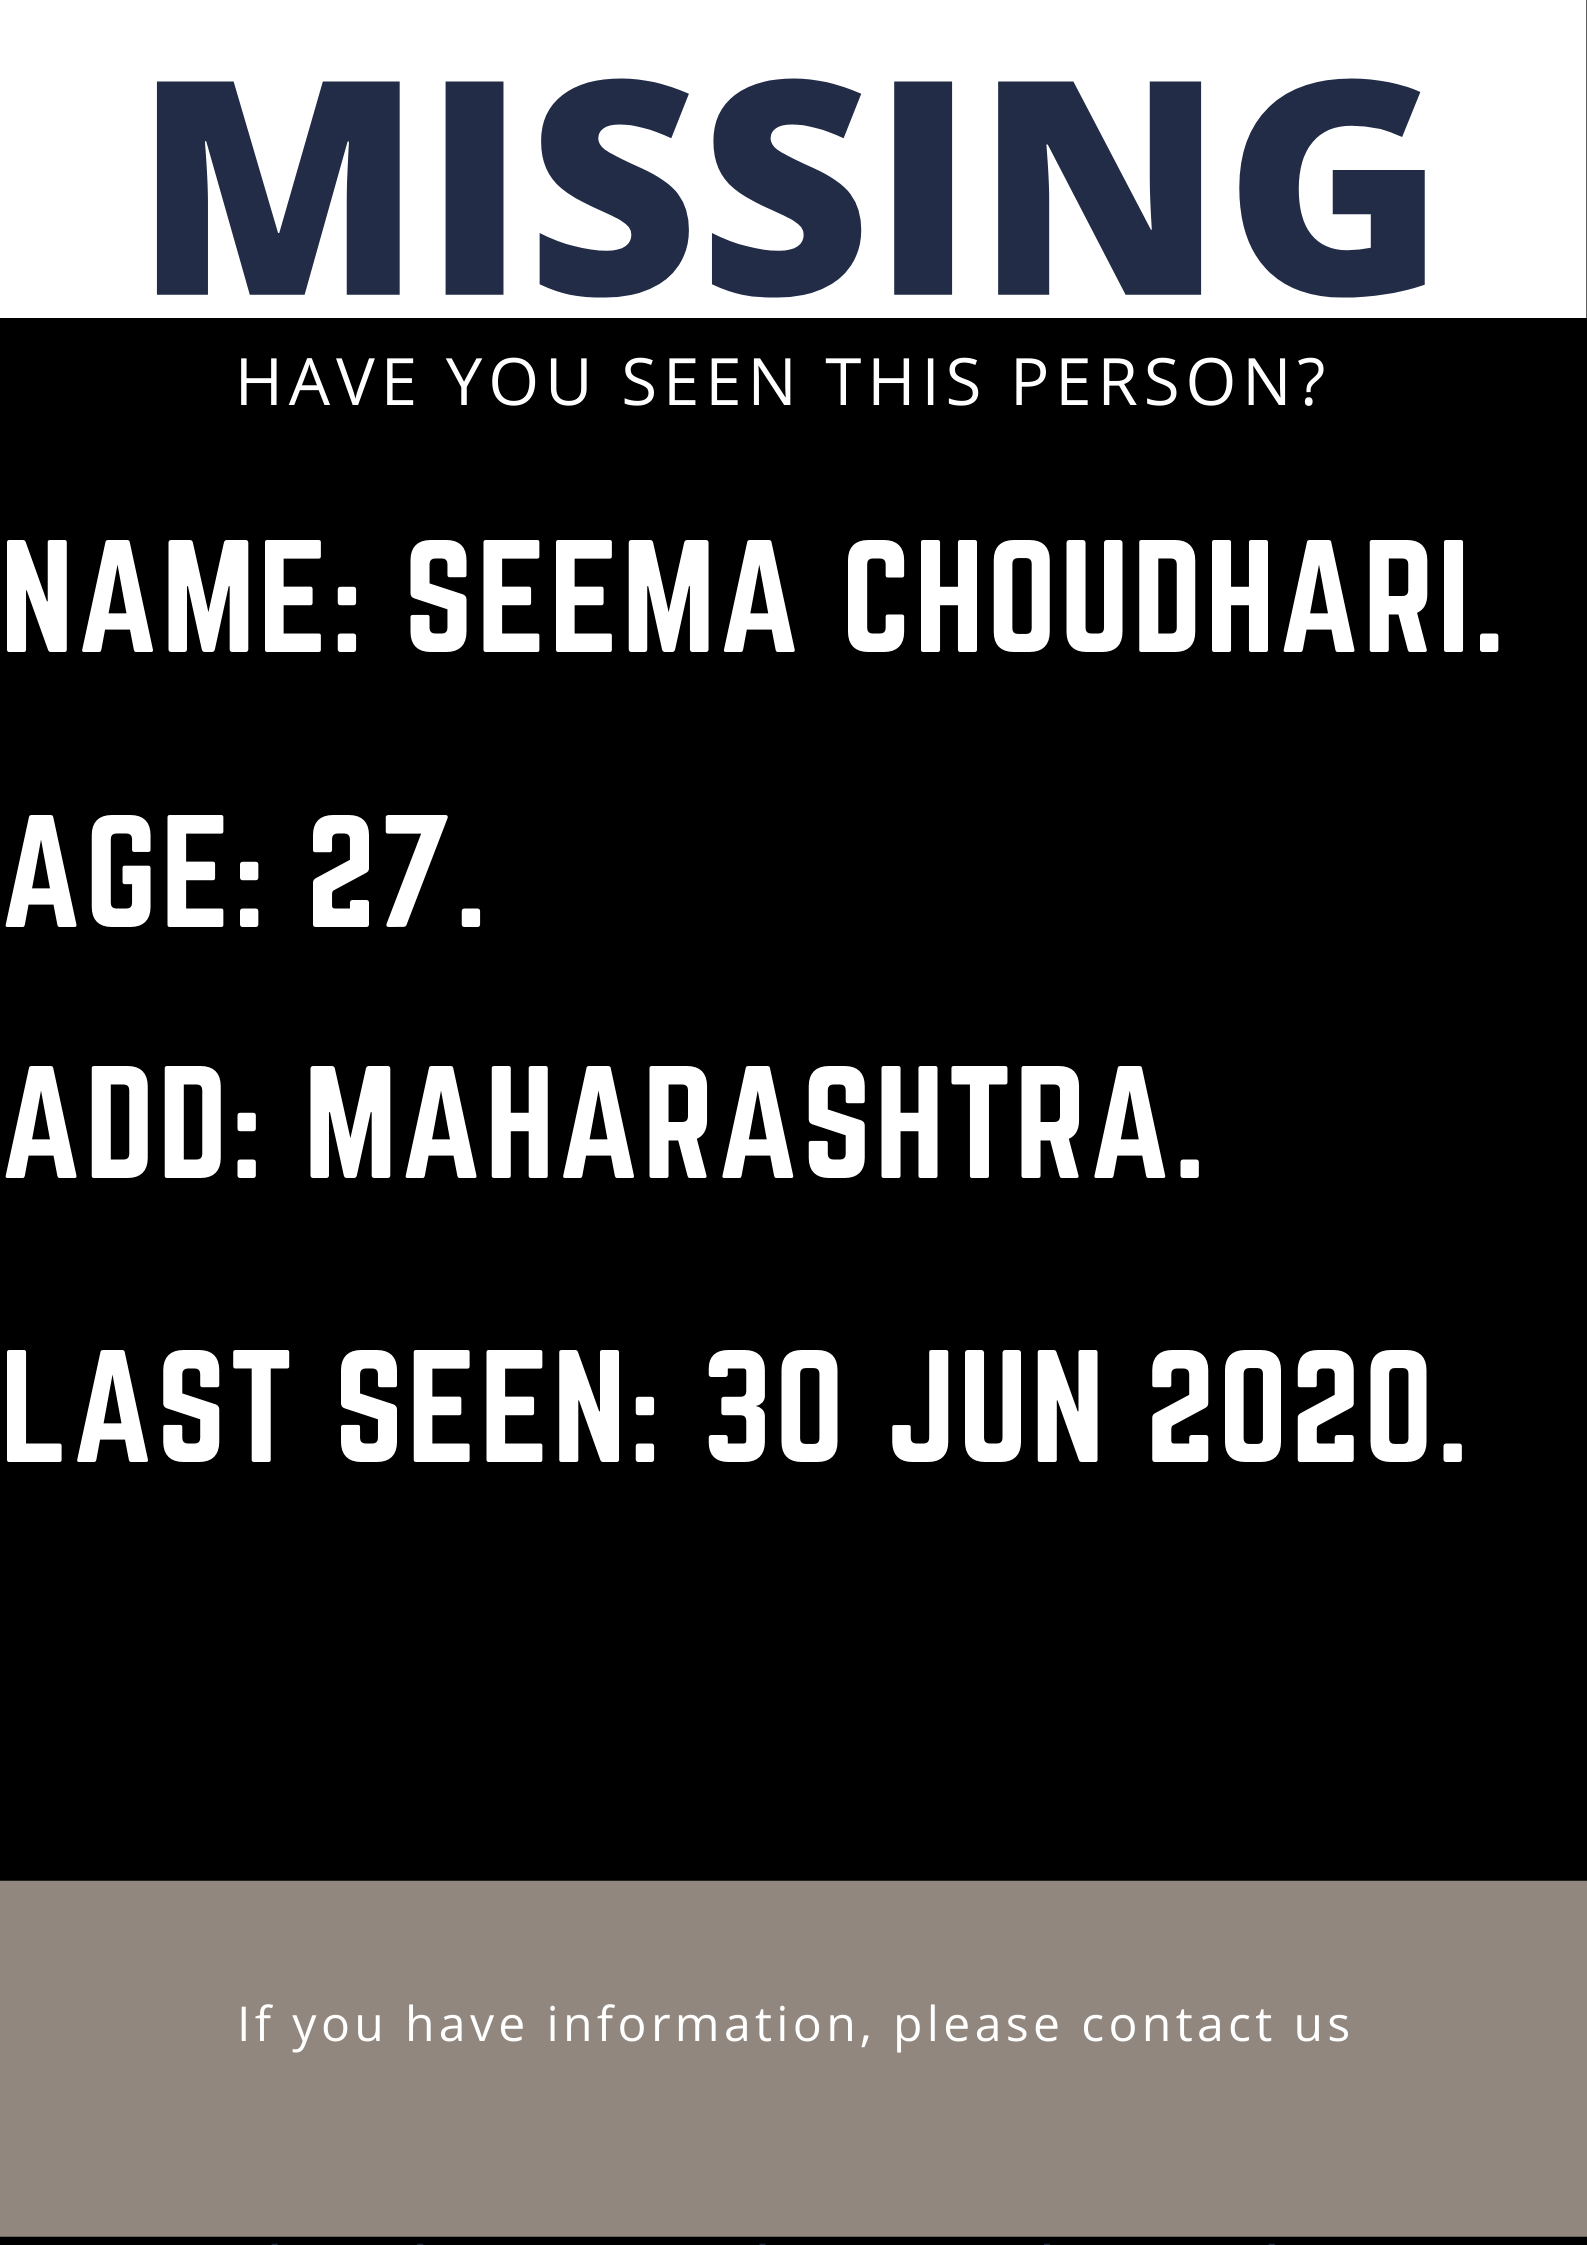 MISSING
HAVE YOU SEEN THIS PERSON?
NAME: SEEMA CHOUDHARI.
AGE: 27.
ADD: MAHARASHTRA.
LAST SEEN: 30 JUN 2020.
If you have information, please contact us